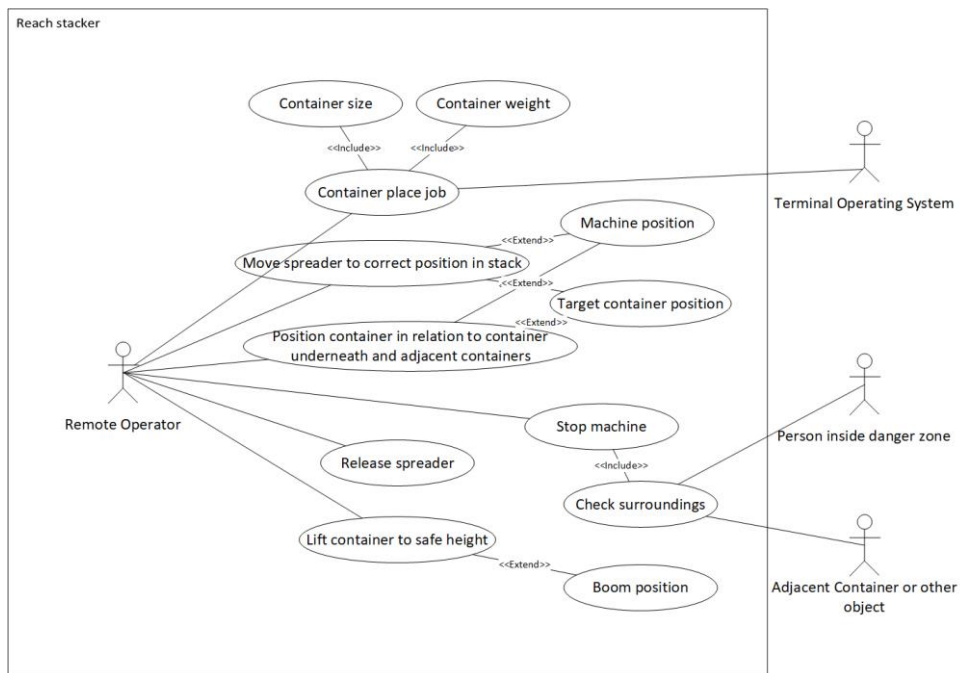 Reach stacker
Container size
Container weight
<<Include>>
<<Include>>
Container place job
Terminal Operating System
Machine position
<<Extend>>
Move spreader to correct position in stack
<<Extend>>
Target container position
<<Extend>>
Position container in relation to container
underneath and adjacent containers
Remote Operator
Stop machine
Person inside danger zone
Release spreader
<<Include>>
Check surroundings
Lift container to safe height
<<Extend>>
Boom position
Adjacent Container or other
object